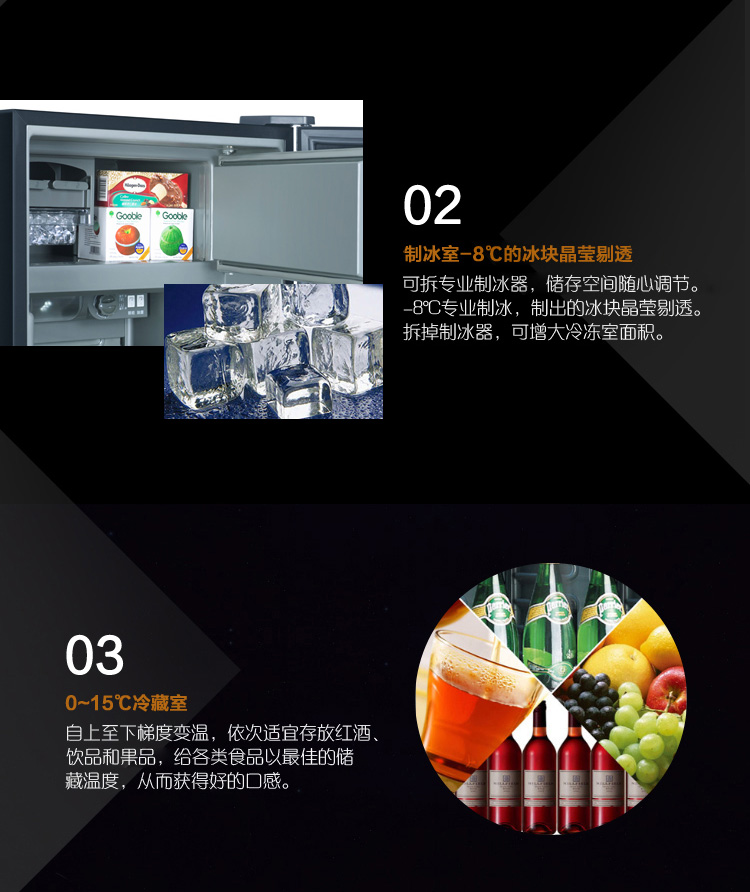 Häagen-Dazs
Gooble
Gooble
02
制冰室-8℃的冰块晶莹剔透
可拆专业制冰器，储存空间随心调节。
-8℃专业制冰，制出的冰块晶莹剔透。
拆掉制冰器，可增大冷冻室面积。
03
0~15℃冷藏室
自上至下梯度变温，依次适宜存放红酒、
饮品和果品，给各类食品以最佳的储
藏温度，从而获得好的口感。
Perrier